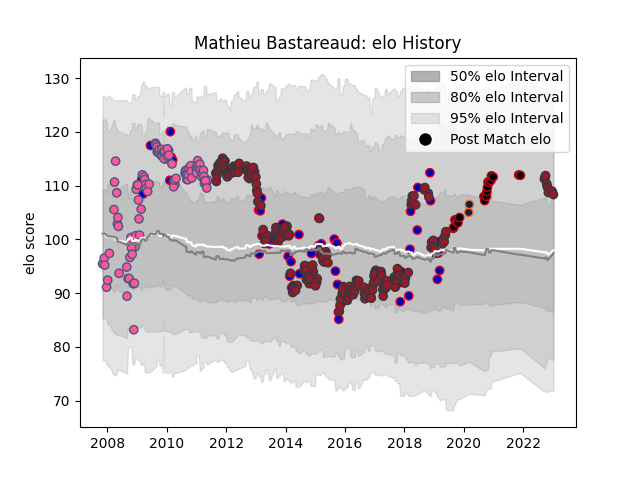 Mathieu Bastareaud: elo History
50% elo Interval
80% elo Interval
95% elo Interval
Post Match elo
elo score
130
120
110
100
90
80
70
2008
2010
2012
2014
2016
2018
2020
2022